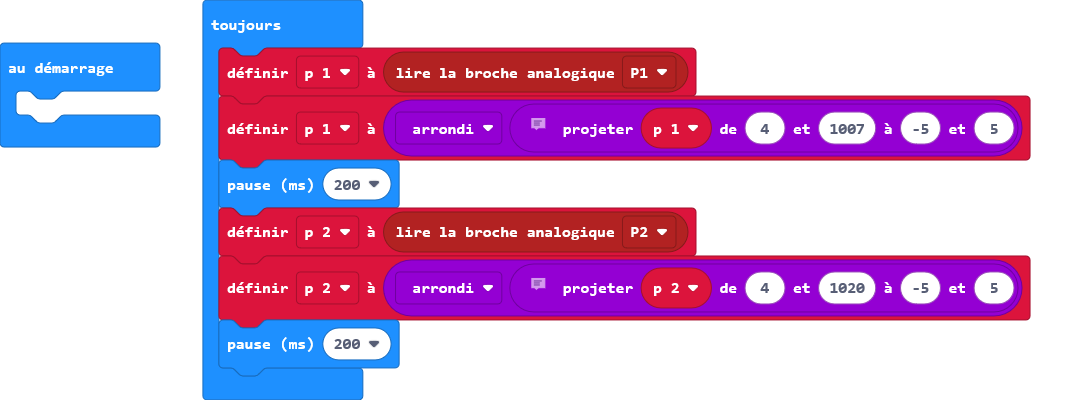 au démarrage
toujours
définir p 1 à lire la broche analogique P1
définir p 1 à arrondi projeter p 1 de 4 et 1007 à -5 et 5
pause (ms) 200
définir p 2 à lire la broche analogique P2
définir p 2 à arrondi projeter p 2 de 4 et 1020 à -5 et 5
pause (ms) 200